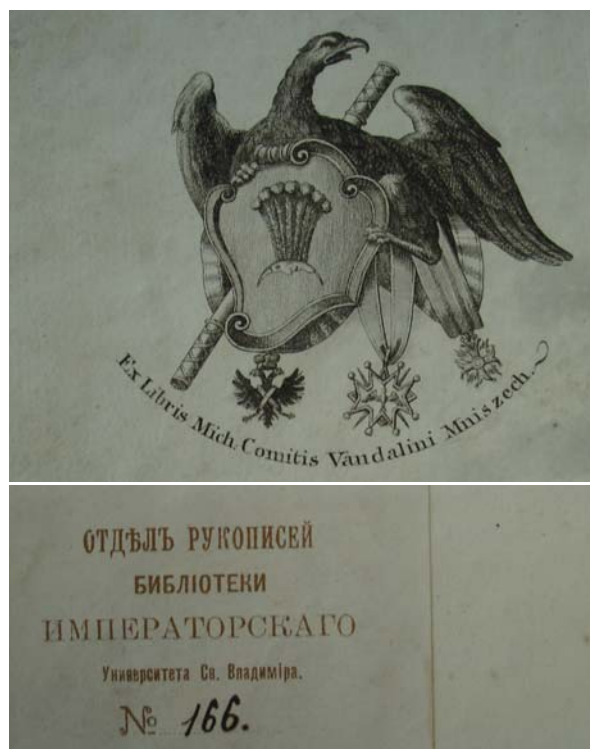 Ex Libris Mich. Comitis Vandalini Mniszech.
ОТДѢЛЪ РУКОПИСЕЙ
БИБЛІОТЕКИ
ИМПЕРАТОРСКАГО
Университета Св. Владиміра.
№ 166.